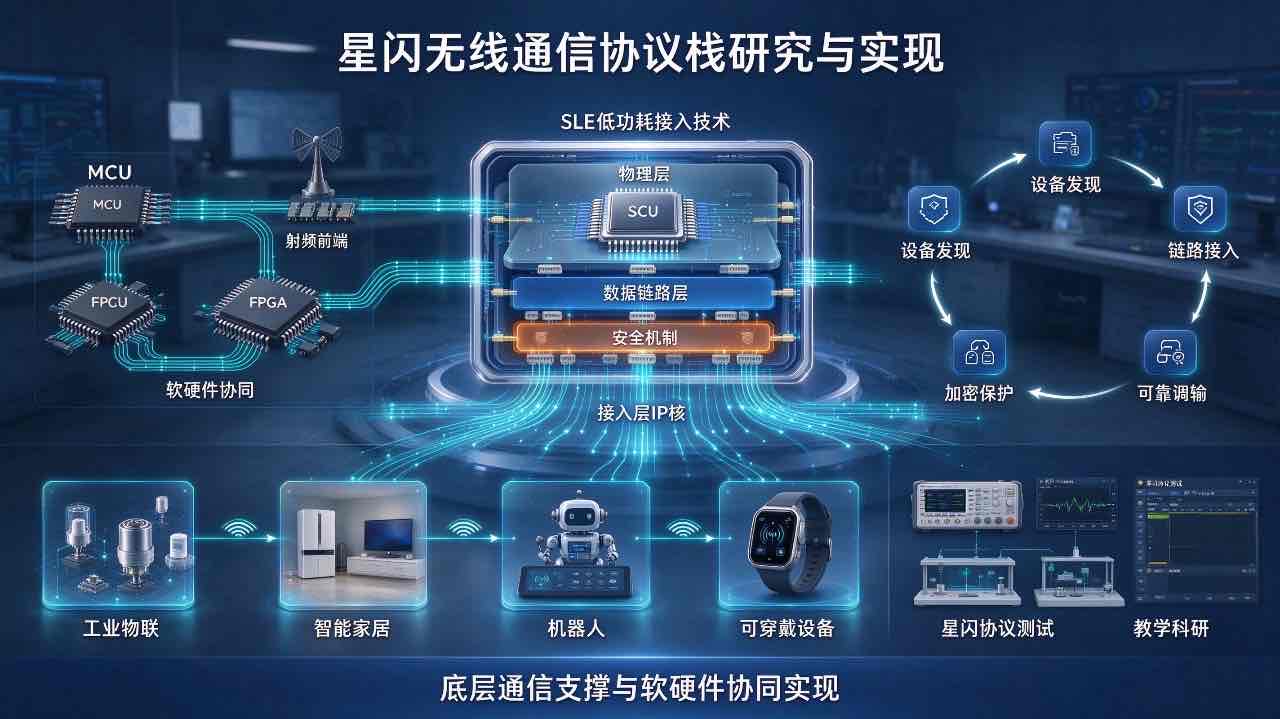 星闪无线通信协议栈研究与实现
SLE低功耗接入技术
MCU
MCU
射频前端
FPCU
FPGA
软硬件协同
物理层
SCU
数据链路层
安全机制
接入层IP核
设备发现
设备发现
链路接入
加密保护
可靠调输
工业物联
智能家居
机器人
可穿戴设备
星闪协议测试
教学科研
底层通信支撑与软硬件协同实现